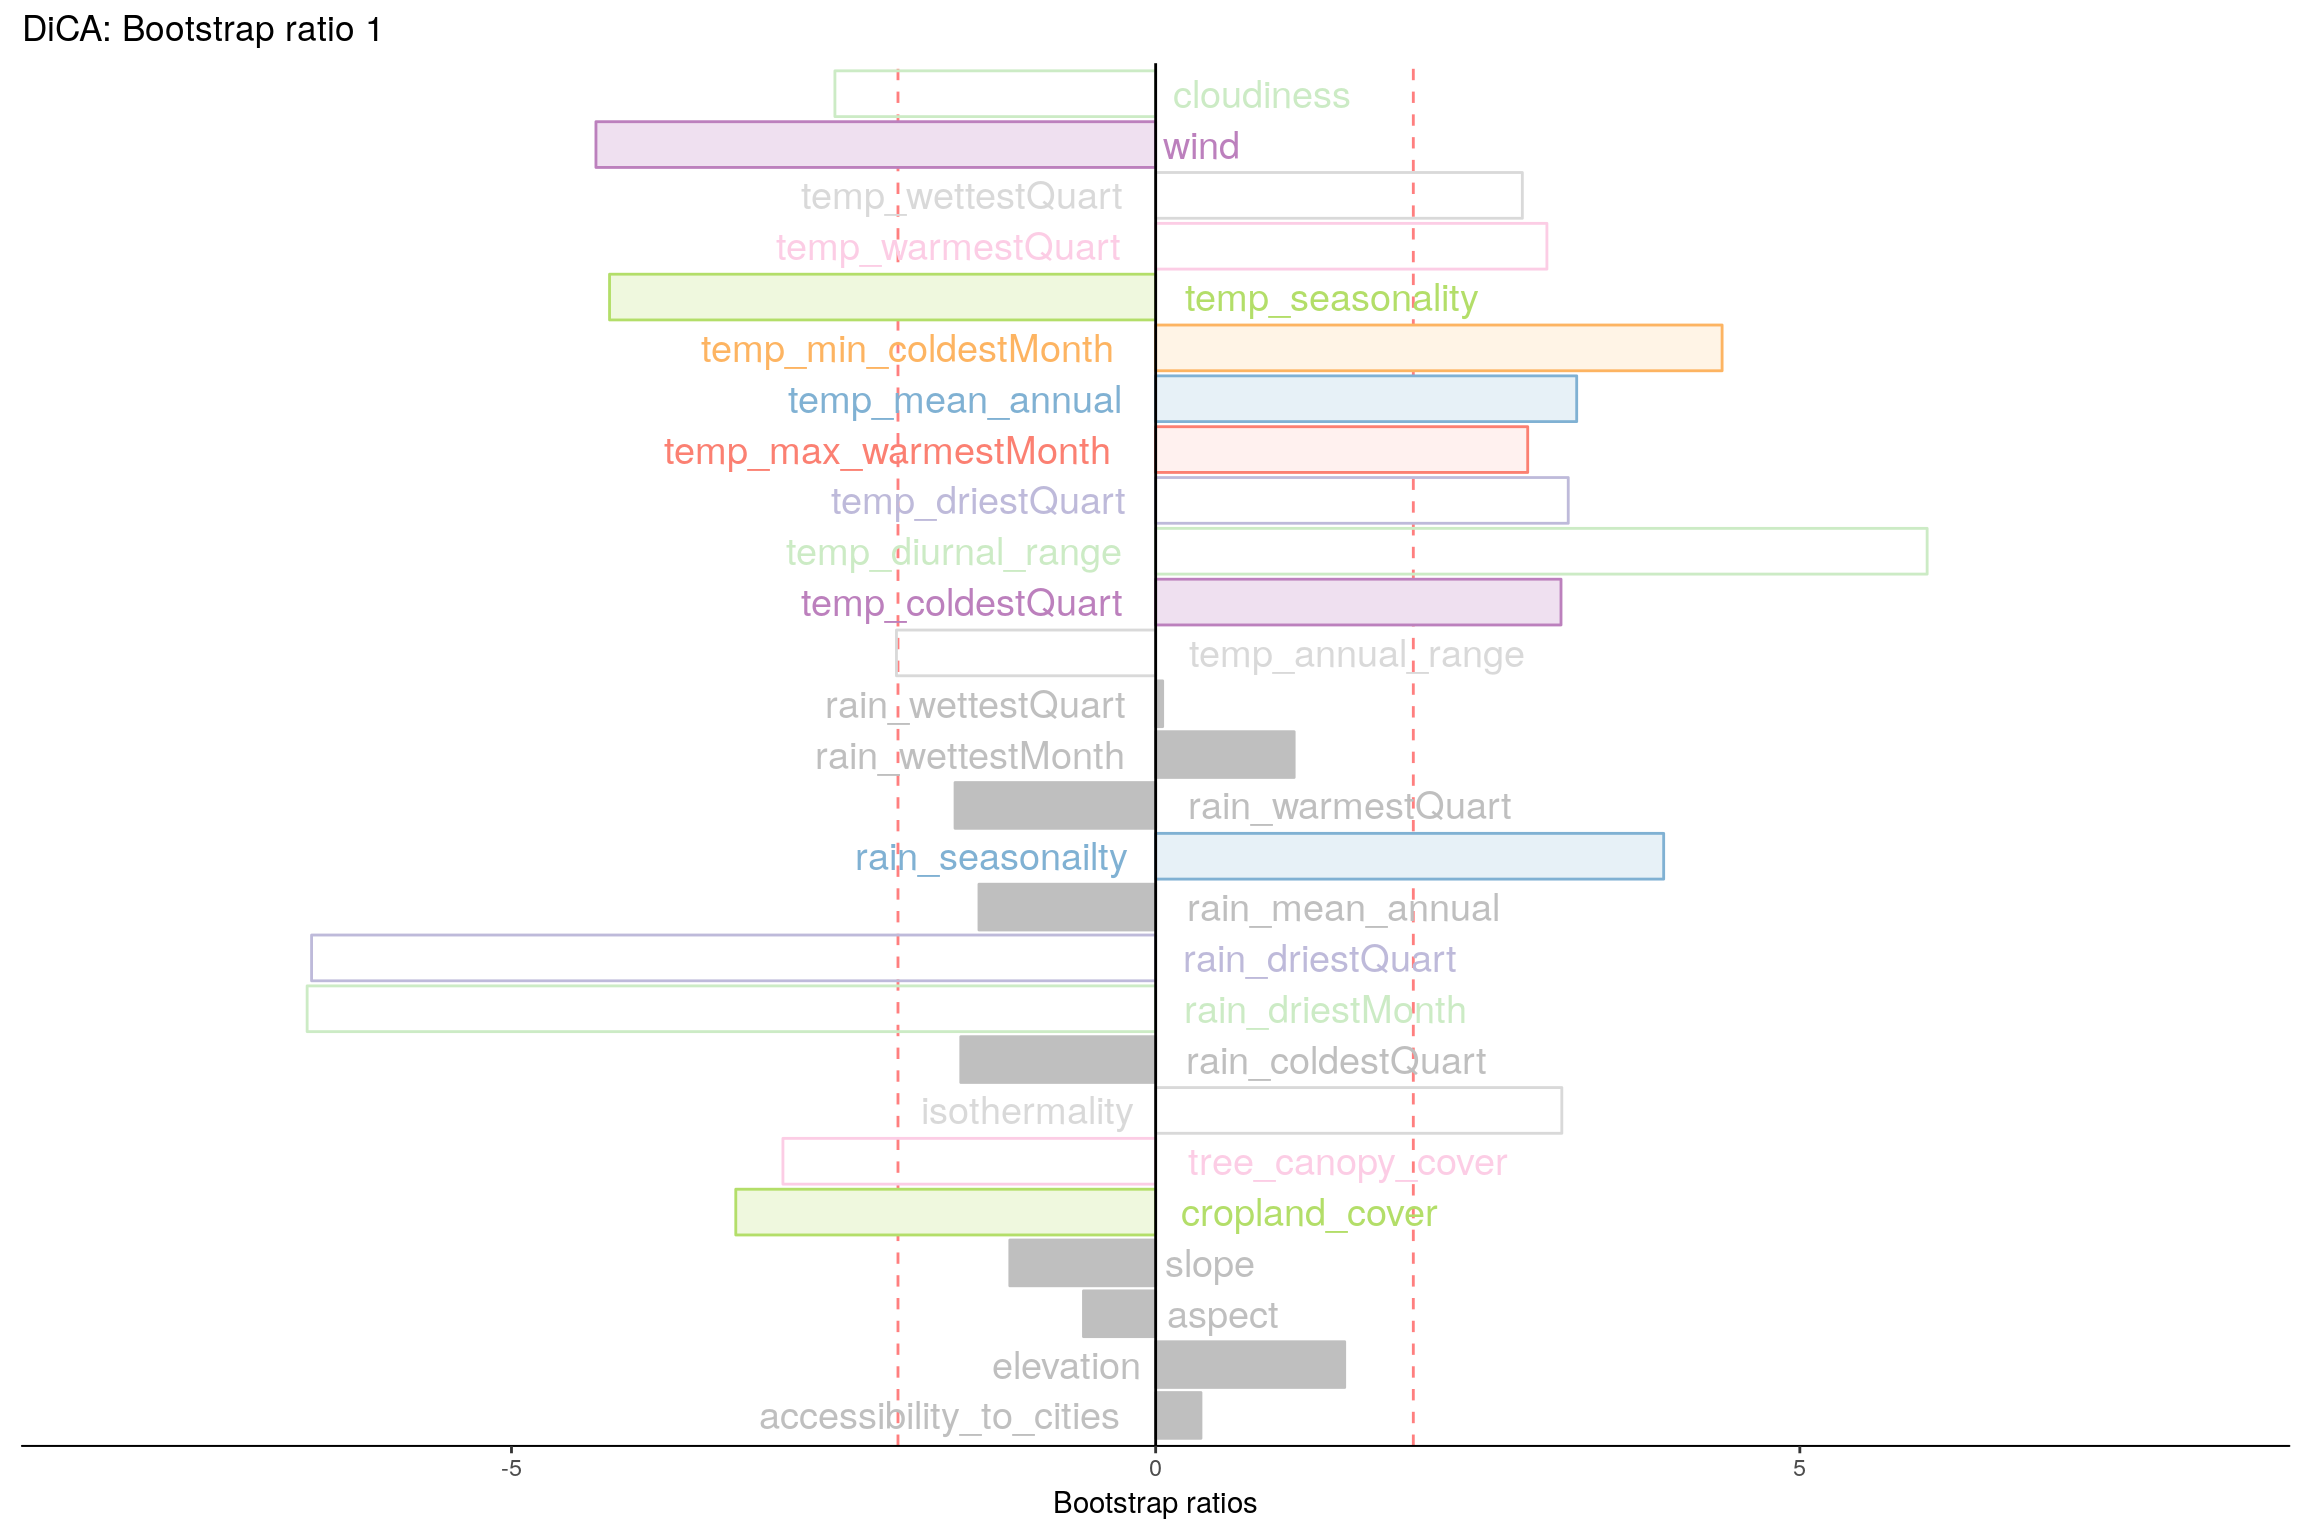 DiCA: Bootstrap ratio 1
cloudiness
wind
temp_wettestQuart
temp_warmestQuart
temp_seasonality
temp_min_coldestMonth
temp_mean_annual
temp_max_warmestMonth
temp_driestQuart
temp_diurnal_range
temp_coldestQuart
temp_annual_range
rain_wettestQuart
rain_wettestMonth
rain_warmestQuart
rain_seasonailty
rain_mean_annual
rain_driestQuart
rain_driestMonth
rain_coldestQuart
isothermality
tree_canopy_cover
cropland_cover
slope
aspect
elevation
accessibility_to_cities
-5 0 5
Bootstrap ratios